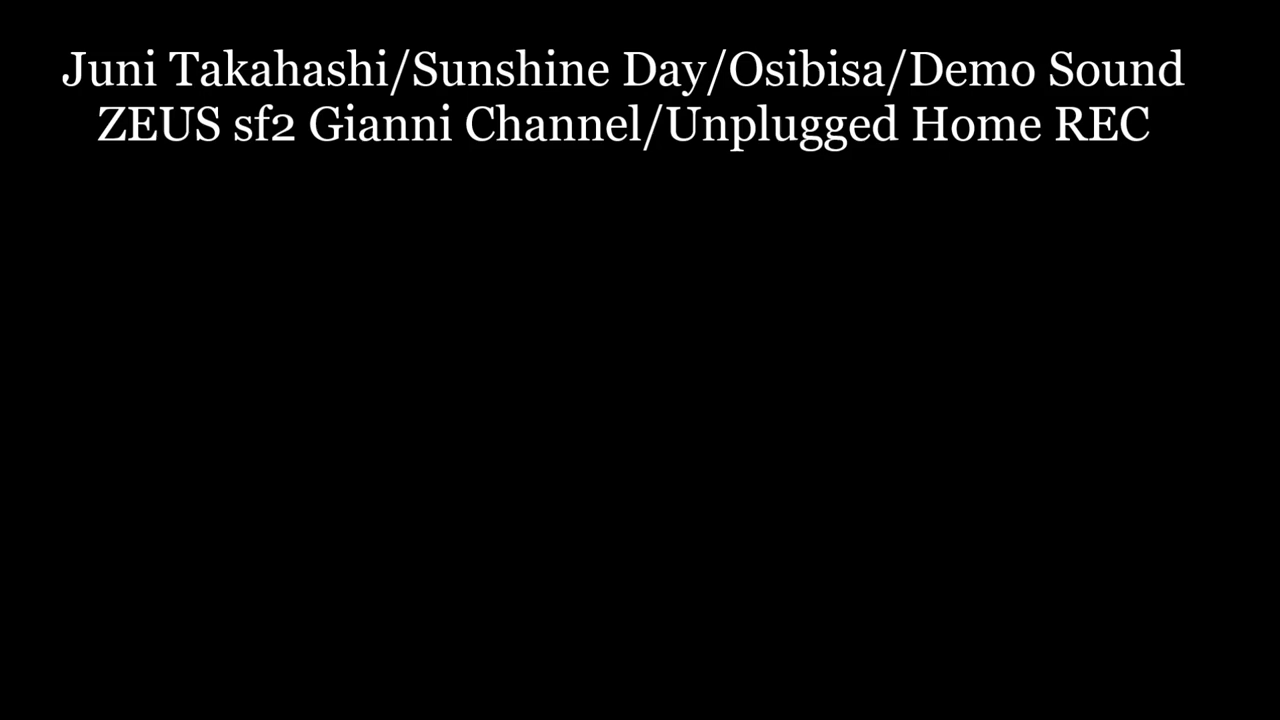 Juni Takahashi/Sunshine Day/Osibisa/Demo Sound
ZEUS sf2 Gianni Channel/Unplugged Home REC